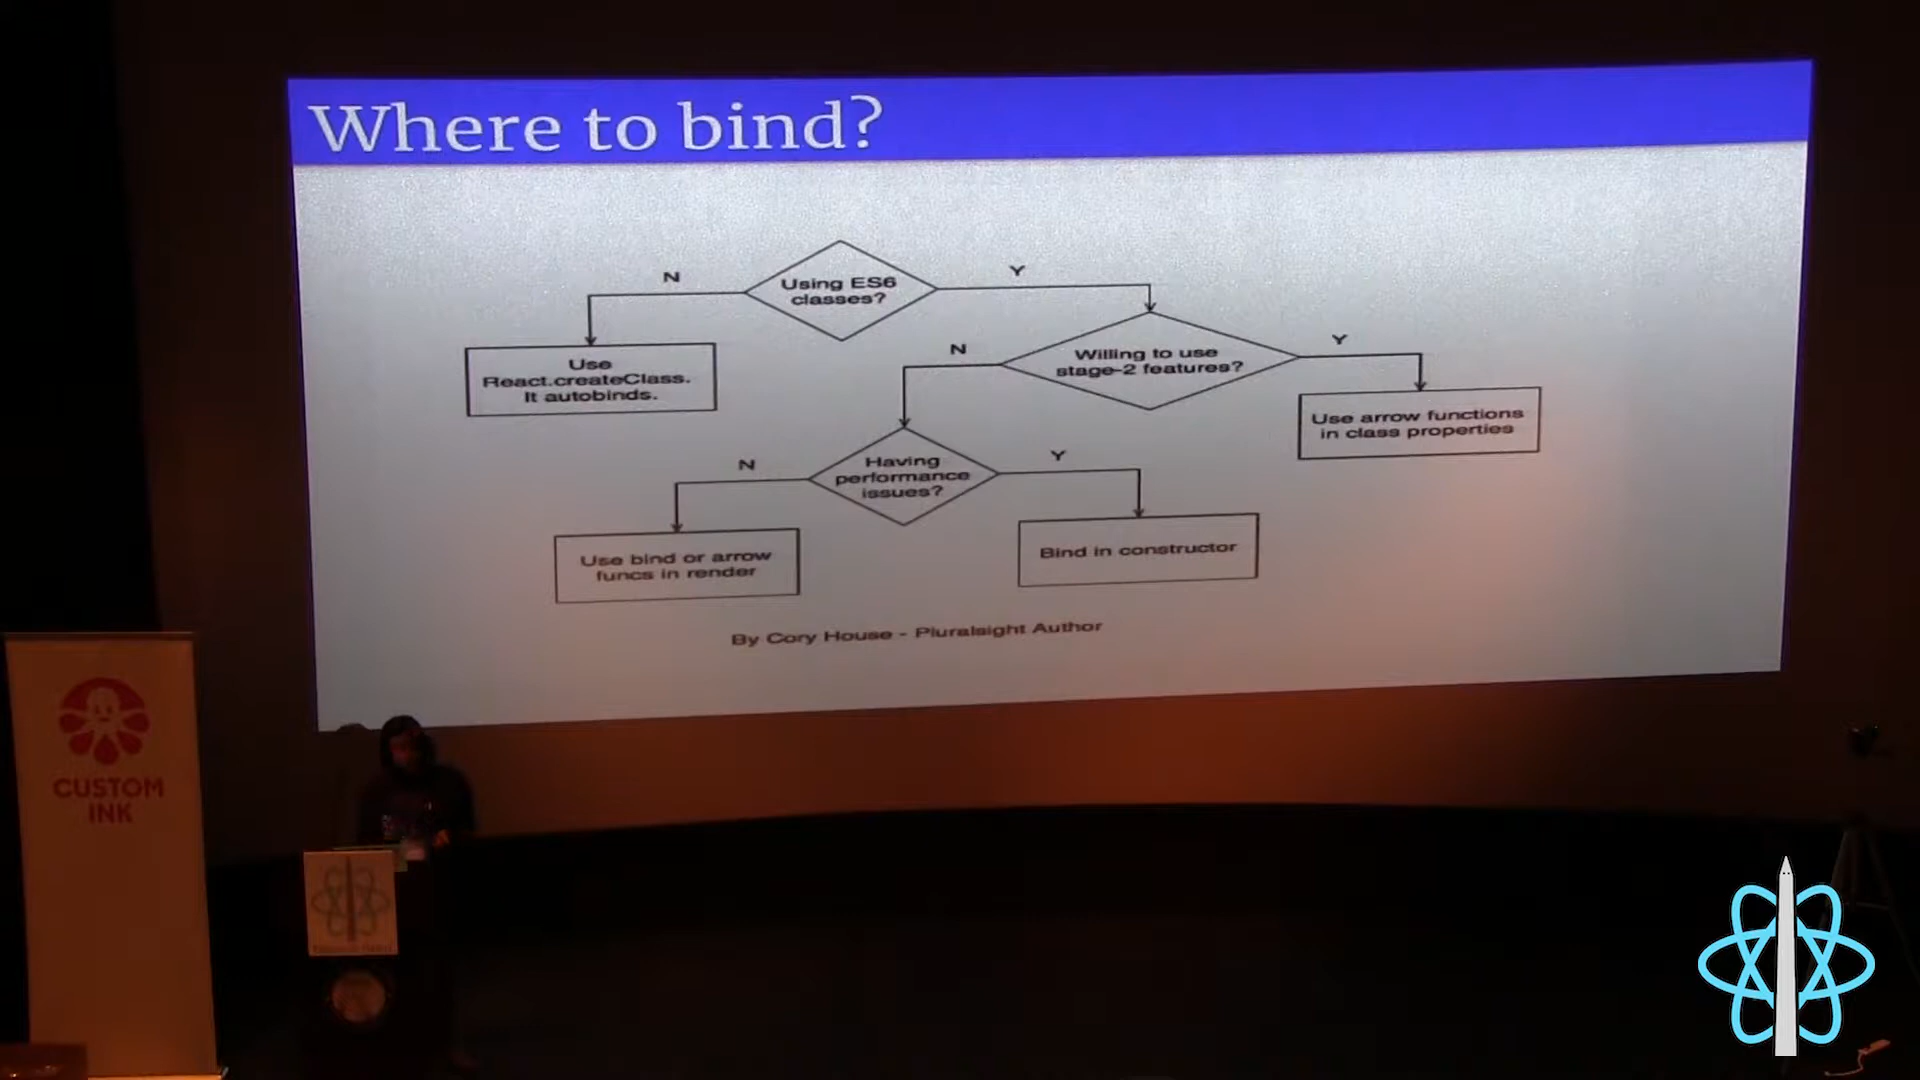 Where to bind?
Using ES6
classes?
N
Y
Use
React.createClass.
It autobinds.
Willing to use
stage-2 features?
N
Y
Use arrow functions
in class properties
Having
performance
issues?
N
Y
Use bind or arrow
funcs in render
Bind in constructor
By Cory House - Pluralsight Author
CUSTOM
INK